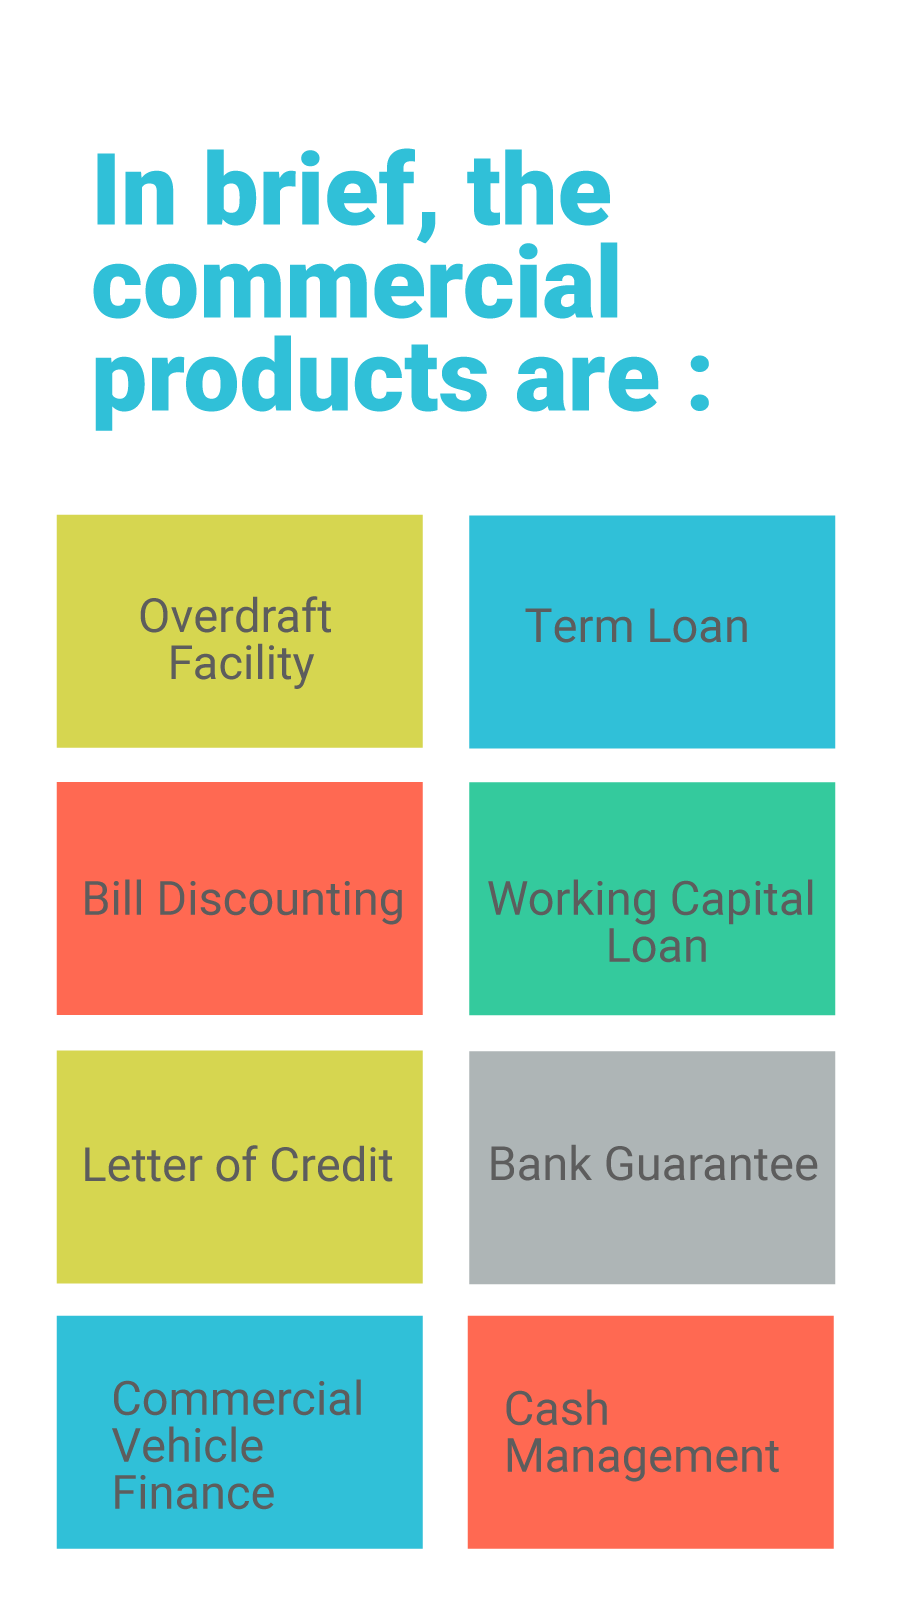 In brief, the
commercial
products are :
Overdraft
Facility
Term Loan
Bill Discounting
Working Capital
Loan
Letter of Credit
Bank Guarantee
Commercial
Vehicle
Finance
Cash
Management